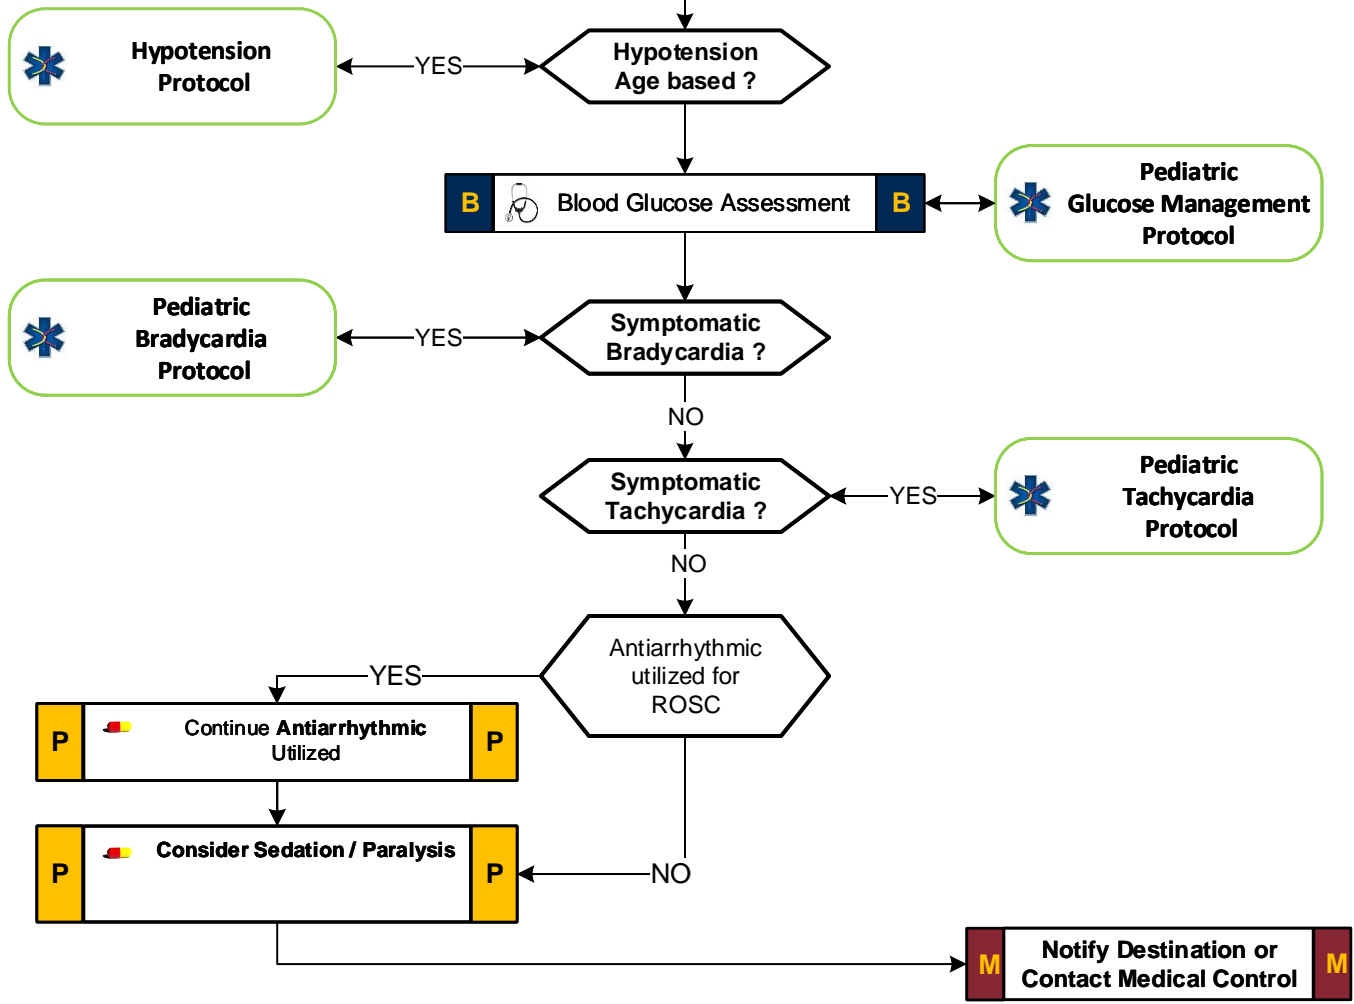 Hypotension
Protocol
YES
Hypotension
Age based ?
B
Blood Glucose Assessment
B
Pediatric
Glucose Management
Protocol
Pediatric
Bradycardia
Protocol
YES
Symptomatic
Bradycardia ?
NO
Symptomatic
Tachycardia ?
YES
Pediatric
Tachycardia
Protocol
NO
Antiarrhythmic
utilized for
ROSC
YES
P
Continue Antiarrhythmic
Utilized
P
P
Consider Sedation / Paralysis
P
NO
M
Notify Destination or
Contact Medical Control
M